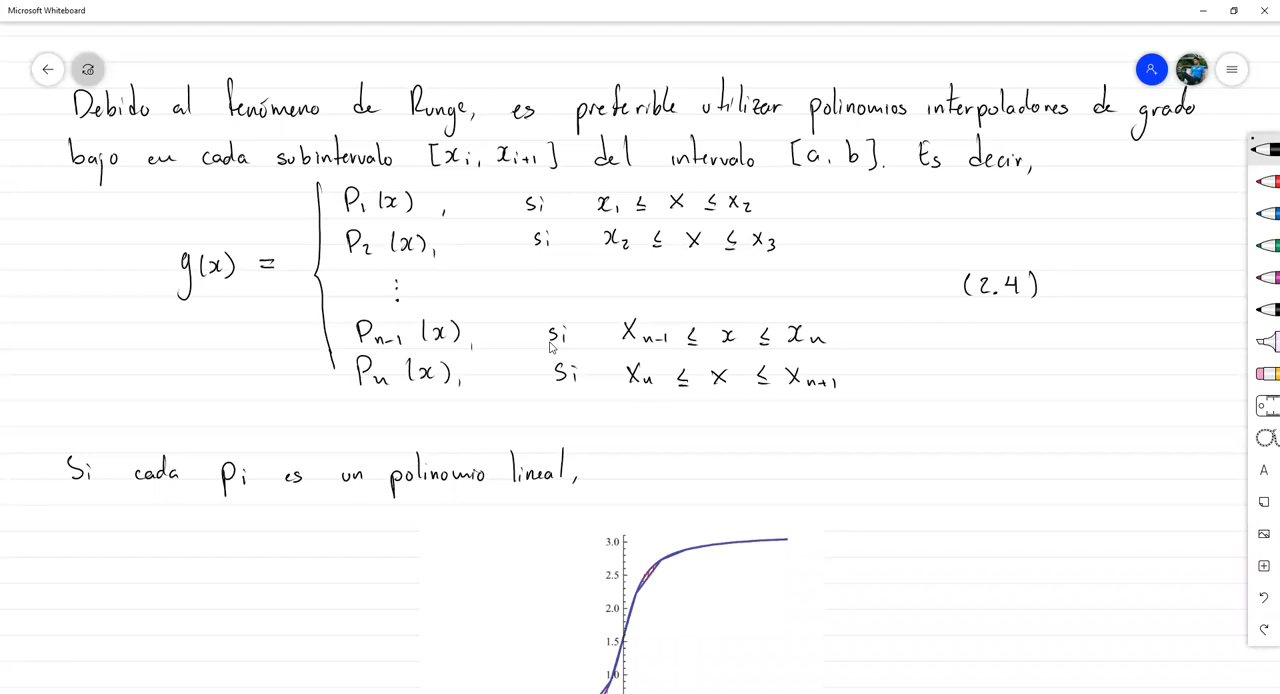 Microsoft Whiteboard
Debido al fenómeno de Runge, es preferible utilizar polinomios interpoladores de grado
bajo en cada subintervalo [xi, xi+1] del intervalo [a, b]. Es decir,
g(x) =
P1 (x), si x1 ≤ x ≤ x2
P2 (x), si x2 ≤ x ≤ x3
⋮
(2.4)
Pn-1 (x), si xn-1 ≤ x ≤ xn
Pn (x), si xn ≤ x ≤ xn+1
Si cada pi es un polinomio lineal,
3.0
2.5
2.0
1.5
1.0
A